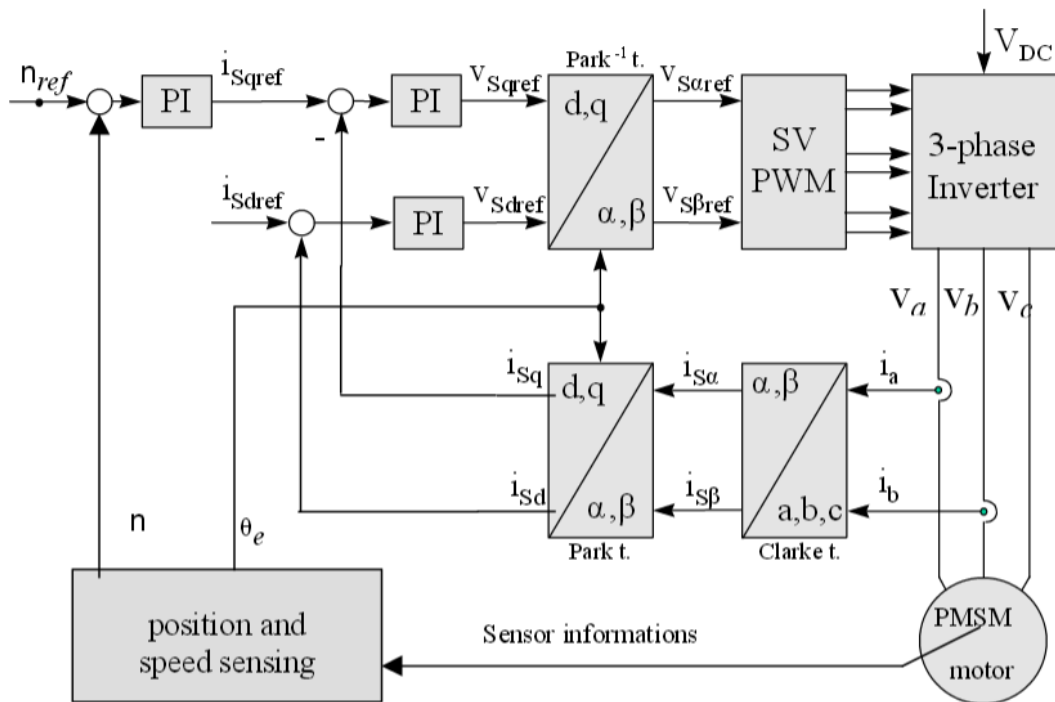 Park⁻¹ t.
V_DC
n_ref
i_Sqref
v_Sqref
v_Sαref
PI
PI
d,q
SV
PWM
3-phase
Inverter
-
i_Sdref
v_Sdref
v_Sβref
PI
α,β
V_a
V_b
V_c
i_Sq
i_Sα
i_a
d,q
α,β
i_Sd
i_Sβ
i_b
α,β
a,b,c
n
θ_e
Park t.
Clarke t.
position and
speed sensing
Sensor informations
PMSM
motor